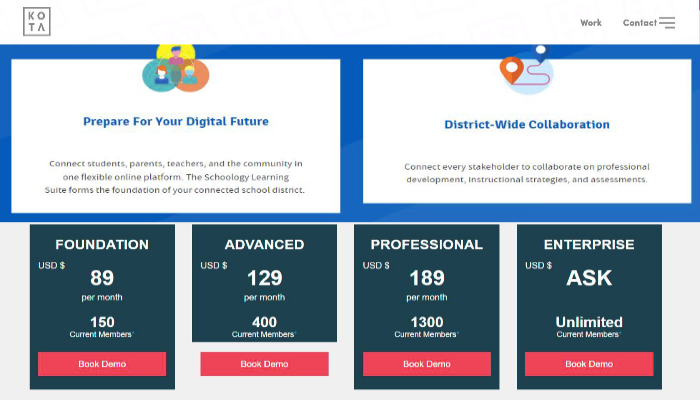 KO
TA
Work
Contact
Prepare For Your Digital Future
Connect students, parents, teachers, and the community in
one flexible online platform. The Schoology Learning
Suite forms the foundation of your connected school district.
District-Wide Collaboration
Connect every stakeholder to collaborate on professional
development, instructional strategies, and assessments.
FOUNDATION
USD $
89
per month
150
Current Members*
Book Demo
ADVANCED
USD $
129
per month
400
Current Members*
Book Demo
PROFESSIONAL
USD $
189
per month
1300
Current Members*
Book Demo
ENTERPRISE
USD $
ASK
Unlimited
Current Members*
Book Demo